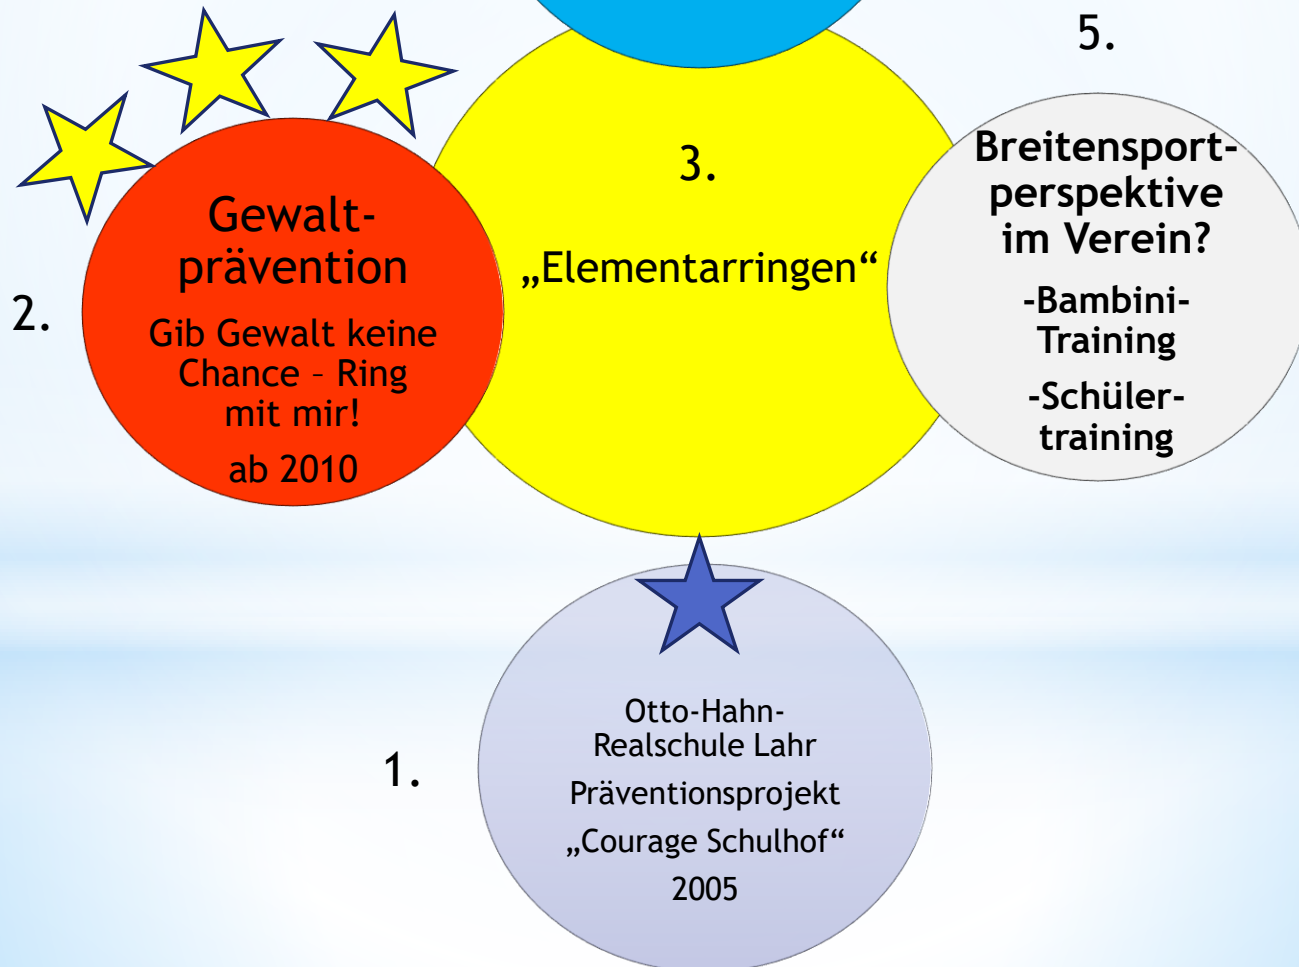 5.
Breitensport-
perspektive
im Verein?
-Bambini-
Training
-Schüler-
training
3.
„Elementarringen“
2.
Gewalt-
prävention
Gib Gewalt keine
Chance – Ring
mit mir!
ab 2010
1.
Otto-Hahn-
Realschule Lahr
Präventionsprojekt
„Courage Schulhof“
2005